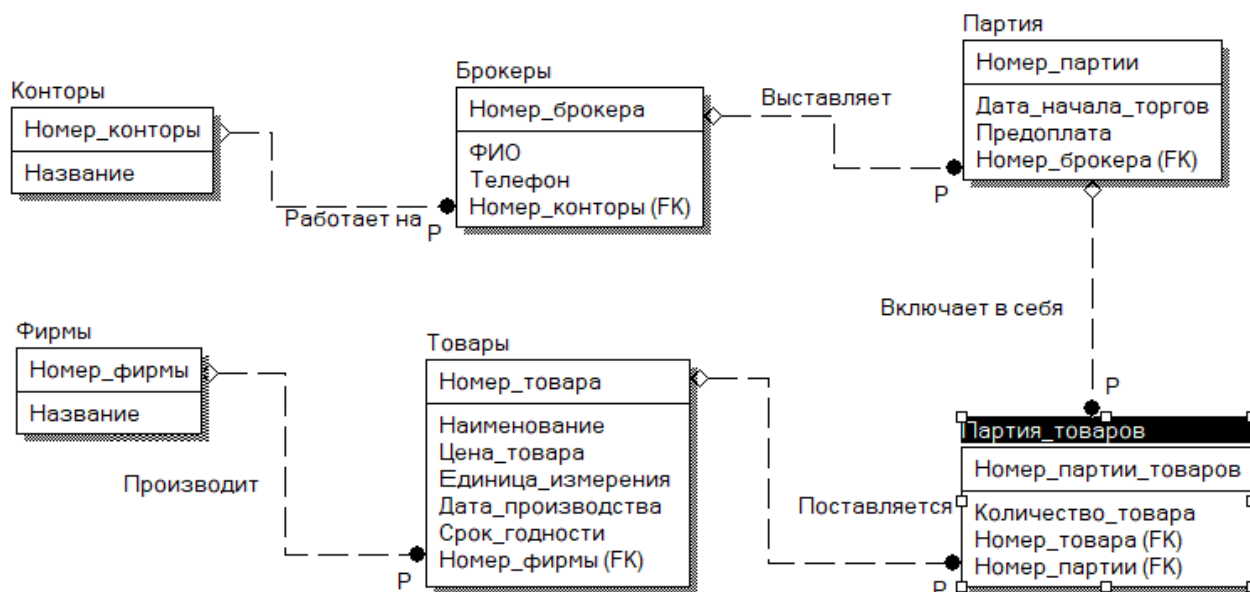 Конторы
Номер_конторы
Название
Работает на
P
Брокеры
Номер_брокера
ФИО
Телефон
Номер_конторы (FK)
Выставляет
P
Партия
Номер_партии
Дата_начала_торгов
Предоплата
Номер_брокера (FK)
Включает в себя
P
Фирмы
Номер_фирмы
Название
Производит
P
Товары
Номер_товара
Наименование
Цена_товара
Единица_измерения
Дата_производства
Срок_годности
Номер_фирмы (FK)
Поставляется
P
Партия_товаров
Номер_партии_товаров
Количество_товара
Номер_товара (FK)
Номер_партии (FK)